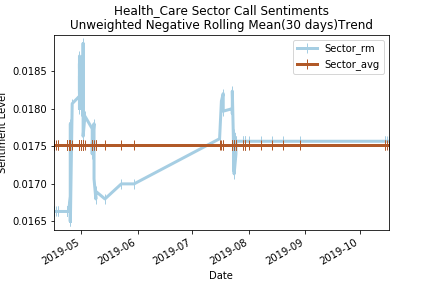 Health_Care Sector Call Sentiments
Unweighted Negative Rolling Mean(30 days)Trend
Sector_rm
Sector_avg
Sentiment Level
0.0185
0.0180
0.0175
0.0170
0.0165
2019-05
2019-06
2019-07
2019-08
2019-09
2019-10
Date